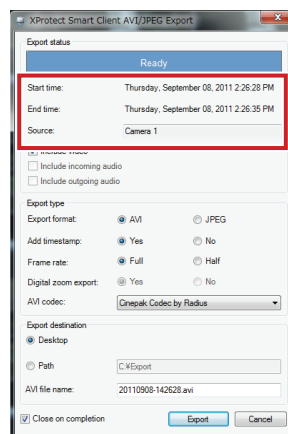 XProtect Smart Client AVI/JPEG Export
Export status
Ready
Start time: Thursday, September 08, 2011 2:26:28 PM
End time: Thursday, September 08, 2011 2:26:35 PM
Source: Camera 1
Include video
Include incoming audio
Include outgoing audio
Export type
Export format: AVI JPEG
Add timestamp: Yes No
Frame rate: Full Half
Digital zoom export: Yes No
AVI codec: Cinepak Codec by Radius
Export destination
Desktop
Path C:¥Export
AVI file name: 20110908-142628.avi
Close on completion Export Cancel